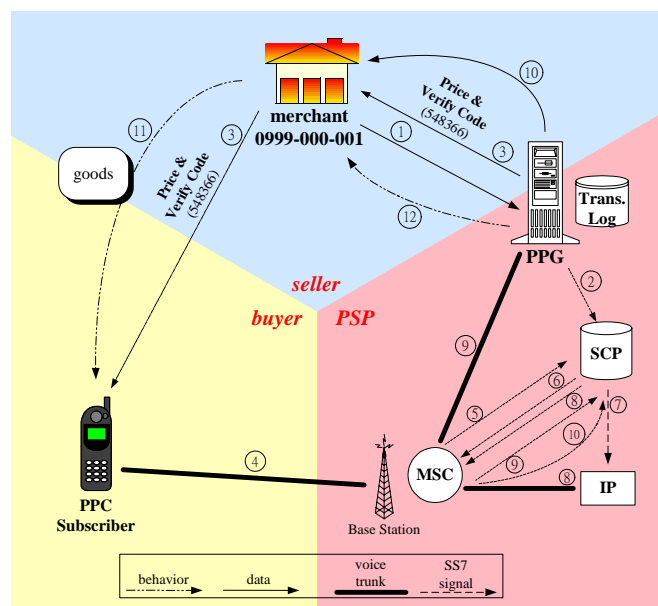 merchant
0999-000-001
10
Price &
Verify Code
(548366)
3
1
11
3
Price &
Verify Code
(548366)
goods
12
Trans.
Log
PPG
2
seller
buyer
PSP
SCP
9
5
6
8
7
10
9
8
MSC
IP
4
Base Station
PPC
Subscriber
behavior
data
voice
trunk
SS7
signal